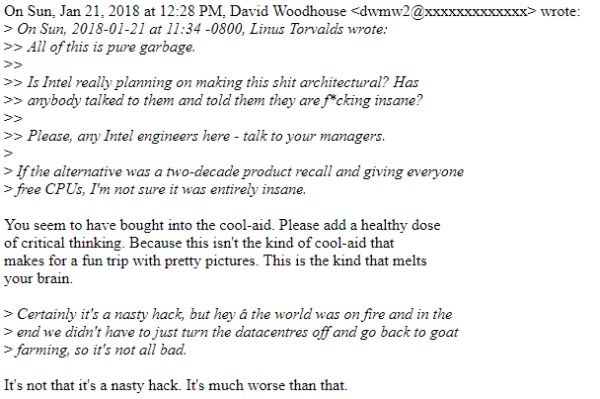 On Sun, Jan 21, 2018 at 12:28 PM, David Woodhouse <dwmw2@xxxxxxxxxxxxx> wrote:
> On Sun, 2018-01-21 at 11:34 -0800, Linus Torvalds wrote:
>> All of this is pure garbage.
>>
>> Is Intel really planning on making this shit architectural? Has
>> anybody talked to them and told them they are f*cking insane?
>>
>> Please, any Intel engineers here - talk to your managers.
>
> If the alternative was a two-decade product recall and giving everyone
> free CPUs, I'm not sure it was entirely insane.

You seem to have bought into the cool-aid. Please add a healthy dose
of critical thinking. Because this isn't the kind of cool-aid that
makes for a fun trip with pretty pictures. This is the kind that melts
your brain.

> Certainly it's a nasty hack, but hey â the world was on fire and in the
> end we didn't have to just turn the datacentres off and go back to goat
> farming, so it's not all bad.

It's not that it's a nasty hack. It's much worse than that.